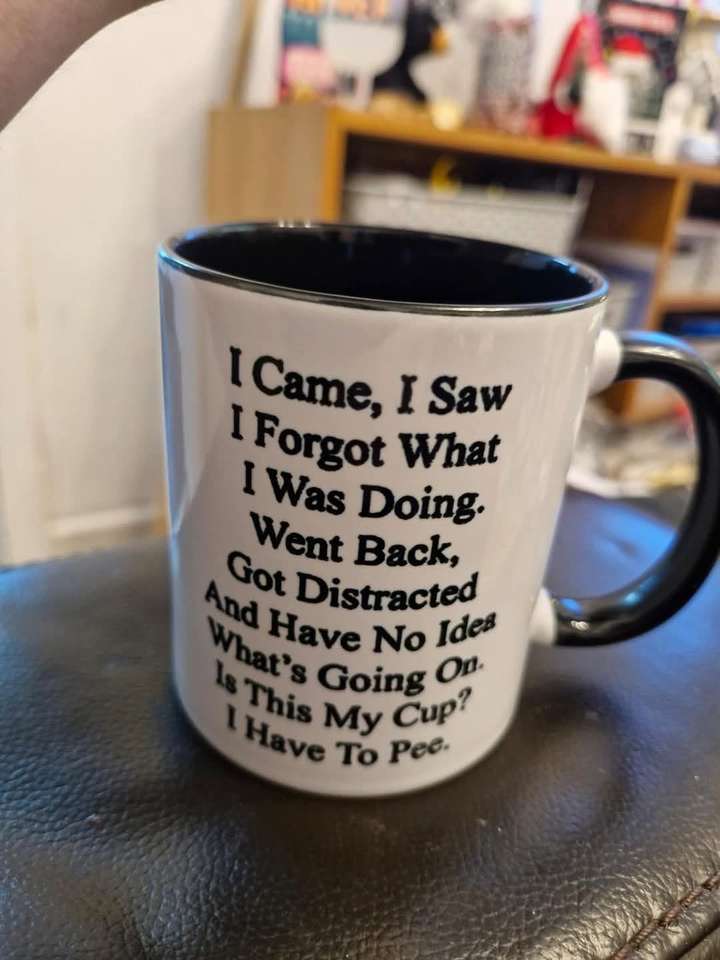 I Came, I Saw
I Forgot What
I Was Doing.
Went Back,
Got Distracted
And Have No Idea
What's Going On.
Is This My Cup?
I Have To Pee.